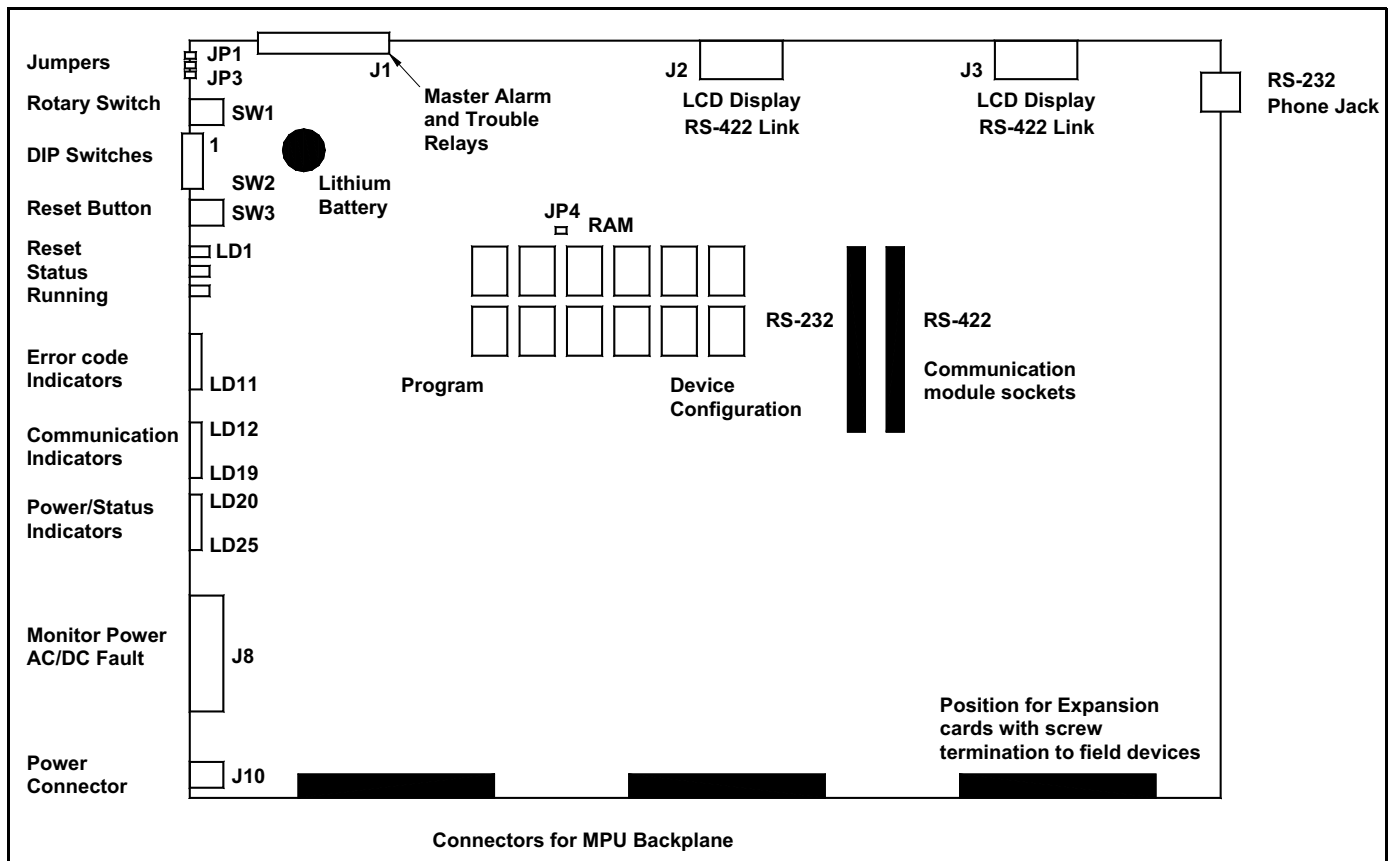 Jumpers
JP1
JP3
J1
Master Alarm
and Trouble
Relays
J2
LCD Display
RS-422 Link
J3
LCD Display
RS-422 Link
RS-232
Phone Jack
Rotary Switch
SW1
DIP Switches
1
SW2
Lithium
Battery
Reset Button
SW3
JP4
RAM
Reset
LD1
Status
Running
RS-232
RS-422
Communication
module sockets
Error code
Indicators
LD11
Program
Device
Configuration
Communication
Indicators
LD12
LD19
Power/Status
Indicators
LD20
LD25
Monitor Power
AC/DC Fault
J8
Position for Expansion
cards with screw
termination to field devices
Power
Connector
J10
Connectors for MPU Backplane